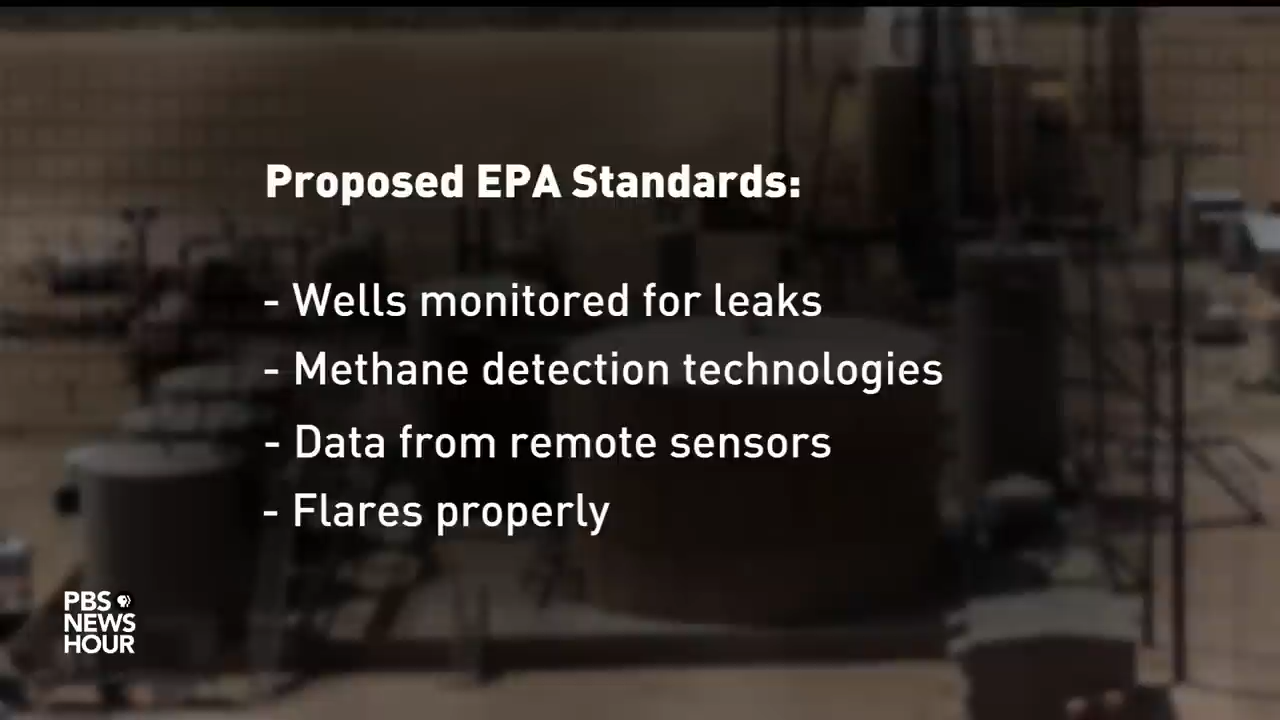 Proposed EPA Standards:
- Wells monitored for leaks
- Methane detection technologies
- Data from remote sensors
- Flares properly
PBS
NEWS
HOUR